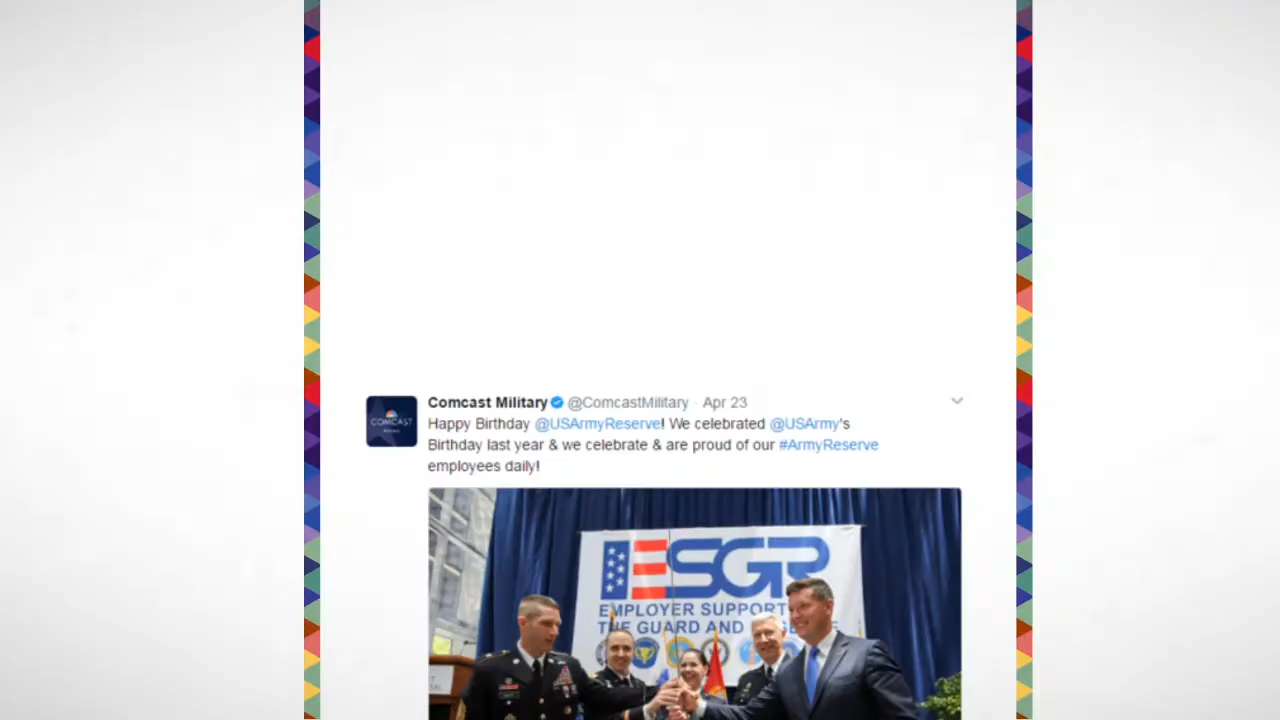 Comcast Military @ComcastMilitary · Apr 23
COMCAST
Happy Birthday @USArmyReserve! We celebrated @USArmy's
Birthday last year & we celebrate & are proud of our #ArmyReserve
employees daily!
ESGR
EMPLOYER SUPPORT
THE GUARD AND